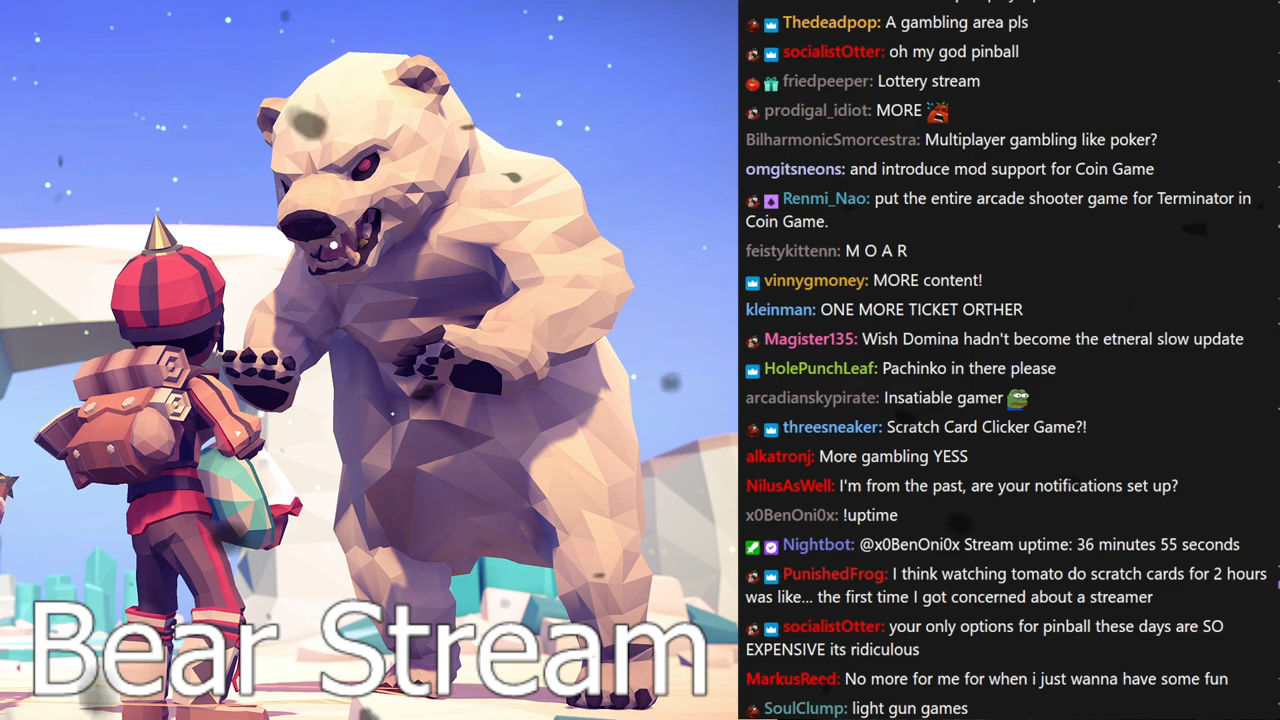 Thedeadpop: A gambling area pls
socialistOtter: oh my god pinball
friedpeeper: Lottery stream
prodigal_idiot: MORE
BilharmonicSmorcestra: Multiplayer gambling like poker?
omgitsneons: and introduce mod support for Coin Game
Renmi_Nao: put the entire arcade shooter game for Terminator in
Coin Game.
feistykittenn: M O A R
vinnygmoney: MORE content!
kleinman: ONE MORE TICKET ORTHER
Magister135: Wish Domina hadn't become the etneral slow update
HolePunchLeaf: Pachinko in there please
arcadianskypirate: Insatiable gamer
threesneaker: Scratch Card Clicker Game?!
alkatronj: More gambling YESS
NilusAsWell: I'm from the past, are your notifications set up?
x0BenOni0x: !uptime
Nightbot: @x0BenOni0x Stream uptime: 36 minutes 55 seconds
PunishedFrog: I think watching tomato do scratch cards for 2 hours
was like... the first time I got concerned about a streamer
socialistOtter: your only options for pinball these days are SO
EXPENSIVE its ridiculous
MarkusReed: No more for me for when i just wanna have some fun
SoulClump: light gun games
Bear Stream